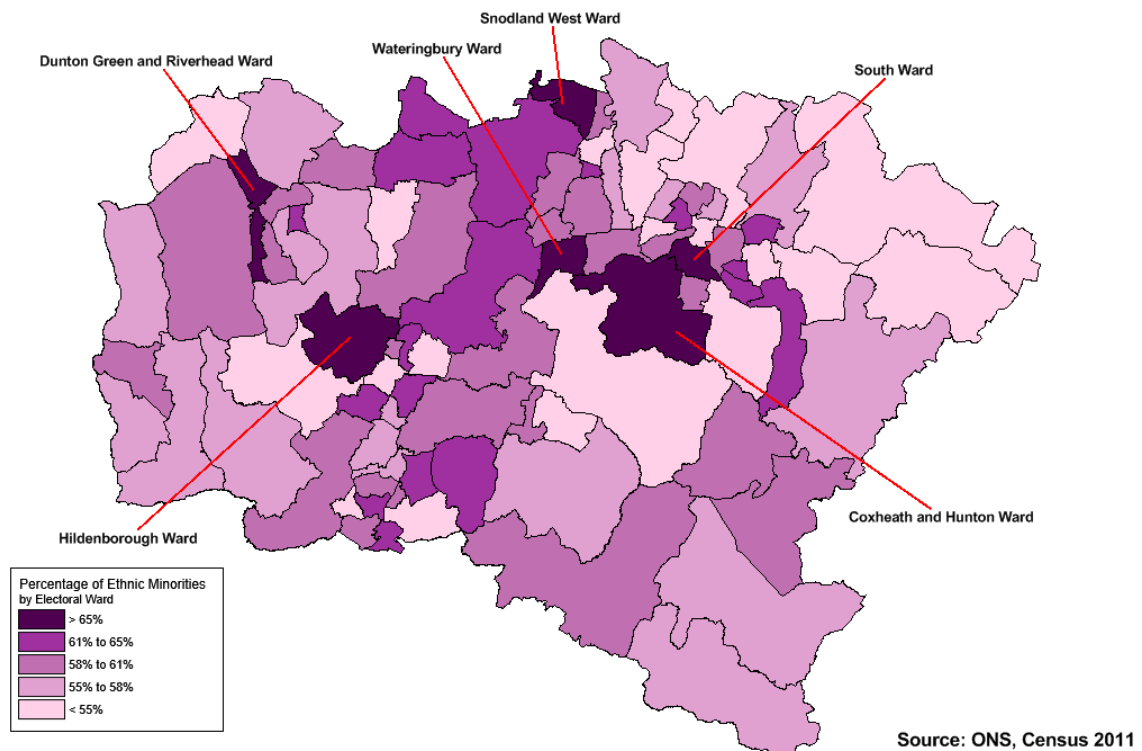 Snodland West Ward
Wateringbury Ward
Dunton Green and Riverhead Ward
South Ward
Hildenborough Ward
Coxheath and Hunton Ward
Percentage of Ethnic Minorities
by Electoral Ward
> 65%
61% to 65%
58% to 61%
55% to 58%
< 55%
Source: ONS, Census 2011